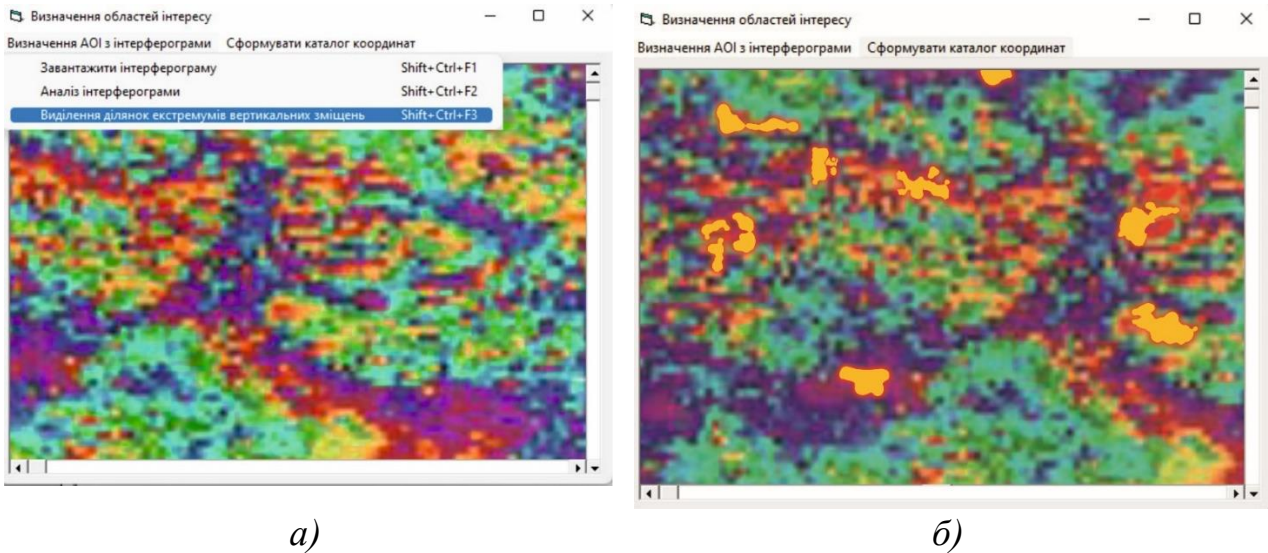 Визначення областей інтересу
Визначення AOI з інтерферограми Сформувати каталог координат
Завантажити інтерферограму Shift+Ctrl+F1
Аналіз інтерферограми Shift+Ctrl+F2
Виділення ділянок екстремумів вертикальних зміщень Shift+Ctrl+F3
а)
Визначення областей інтересу
Визначення AOI з інтерферограми Сформувати каталог координат
б)